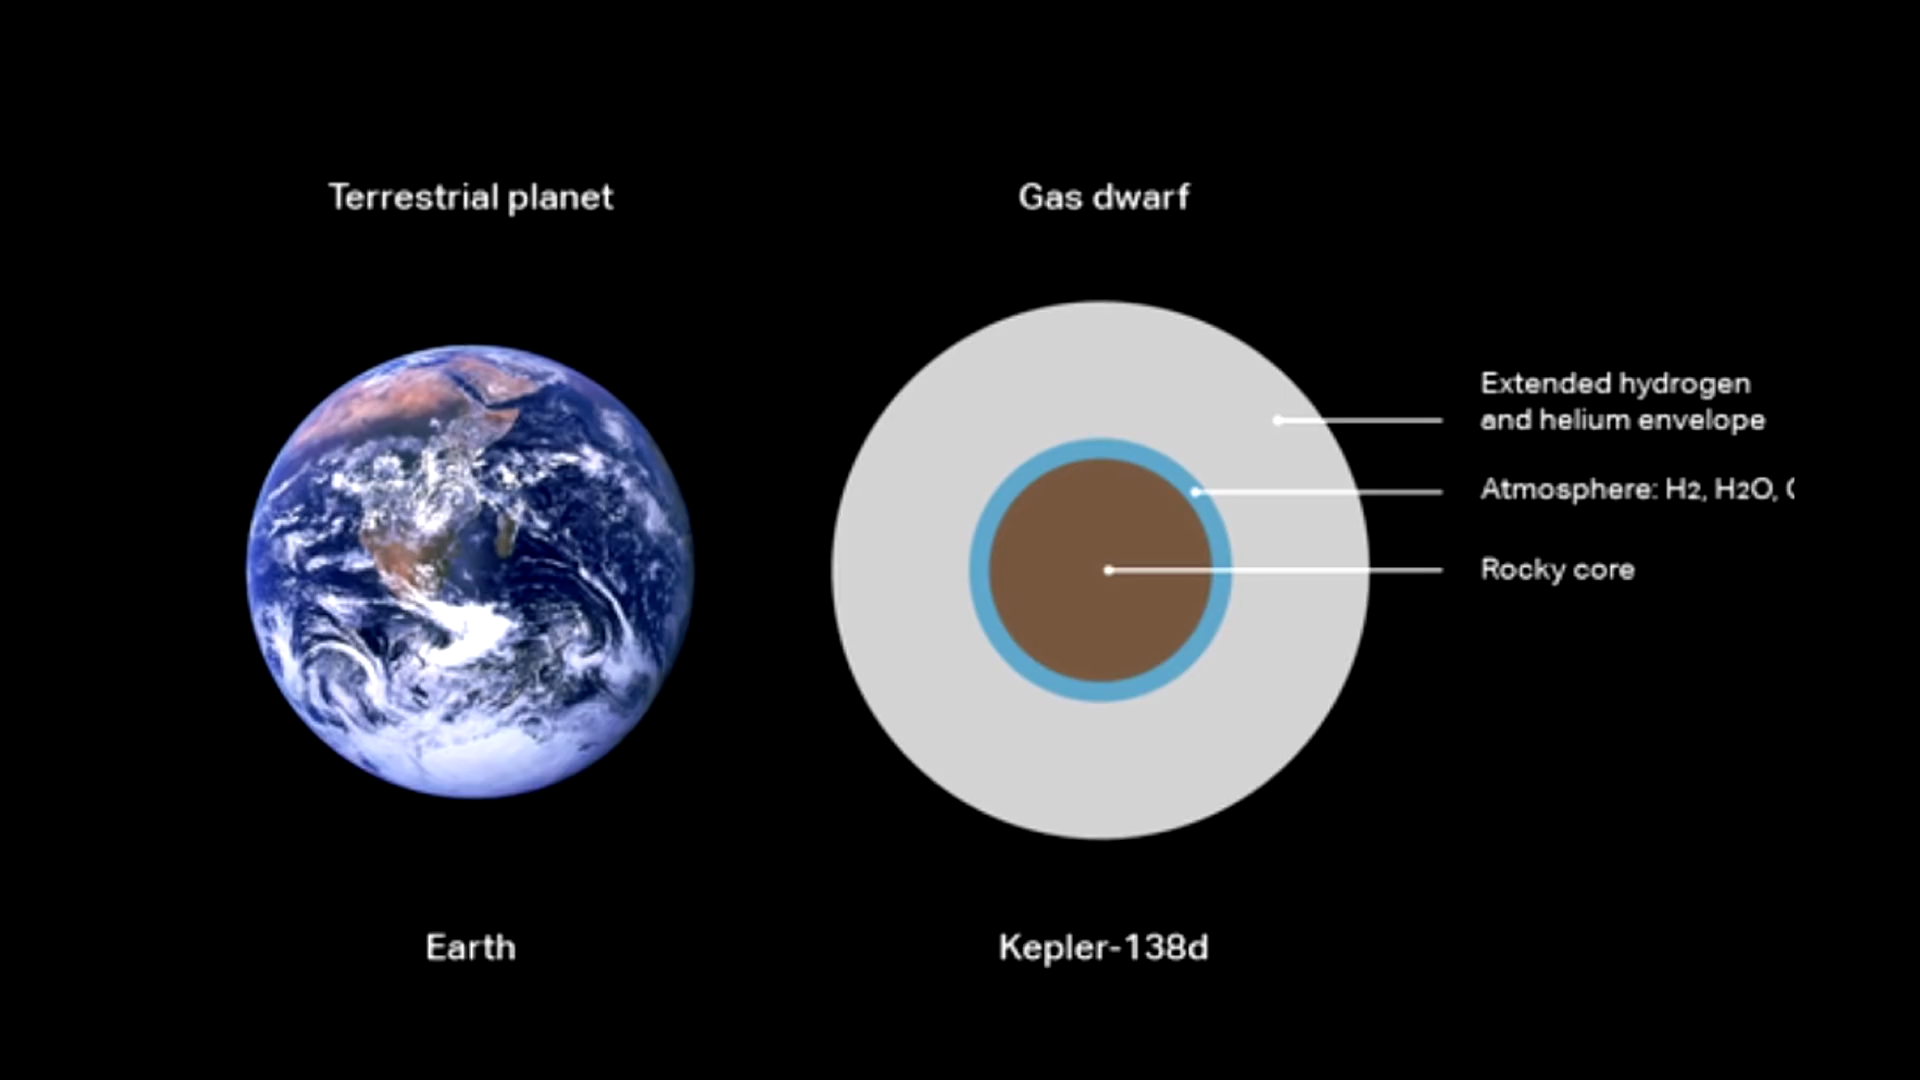 Terrestrial planet
Gas dwarf
Extended hydrogen
and helium envelope
Atmosphere: H2, H2O,
Rocky core
Earth
Kepler-138d